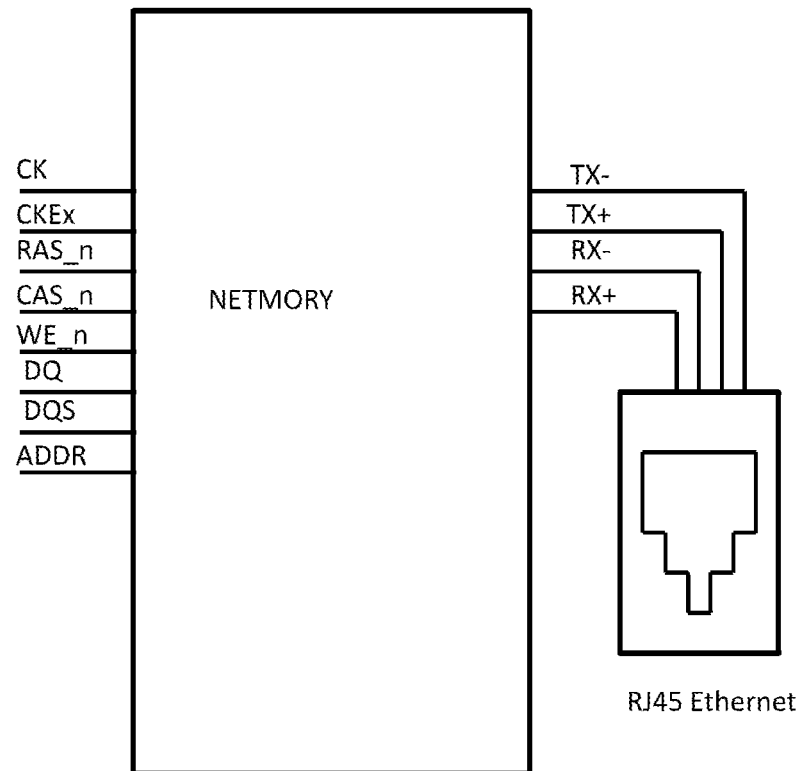 CK
CKEx
RAS_n
CAS_n
WE_n
DQ
DQS
ADDR
NETMORY
TX-
TX+
RX-
RX+
RJ45 Ethernet